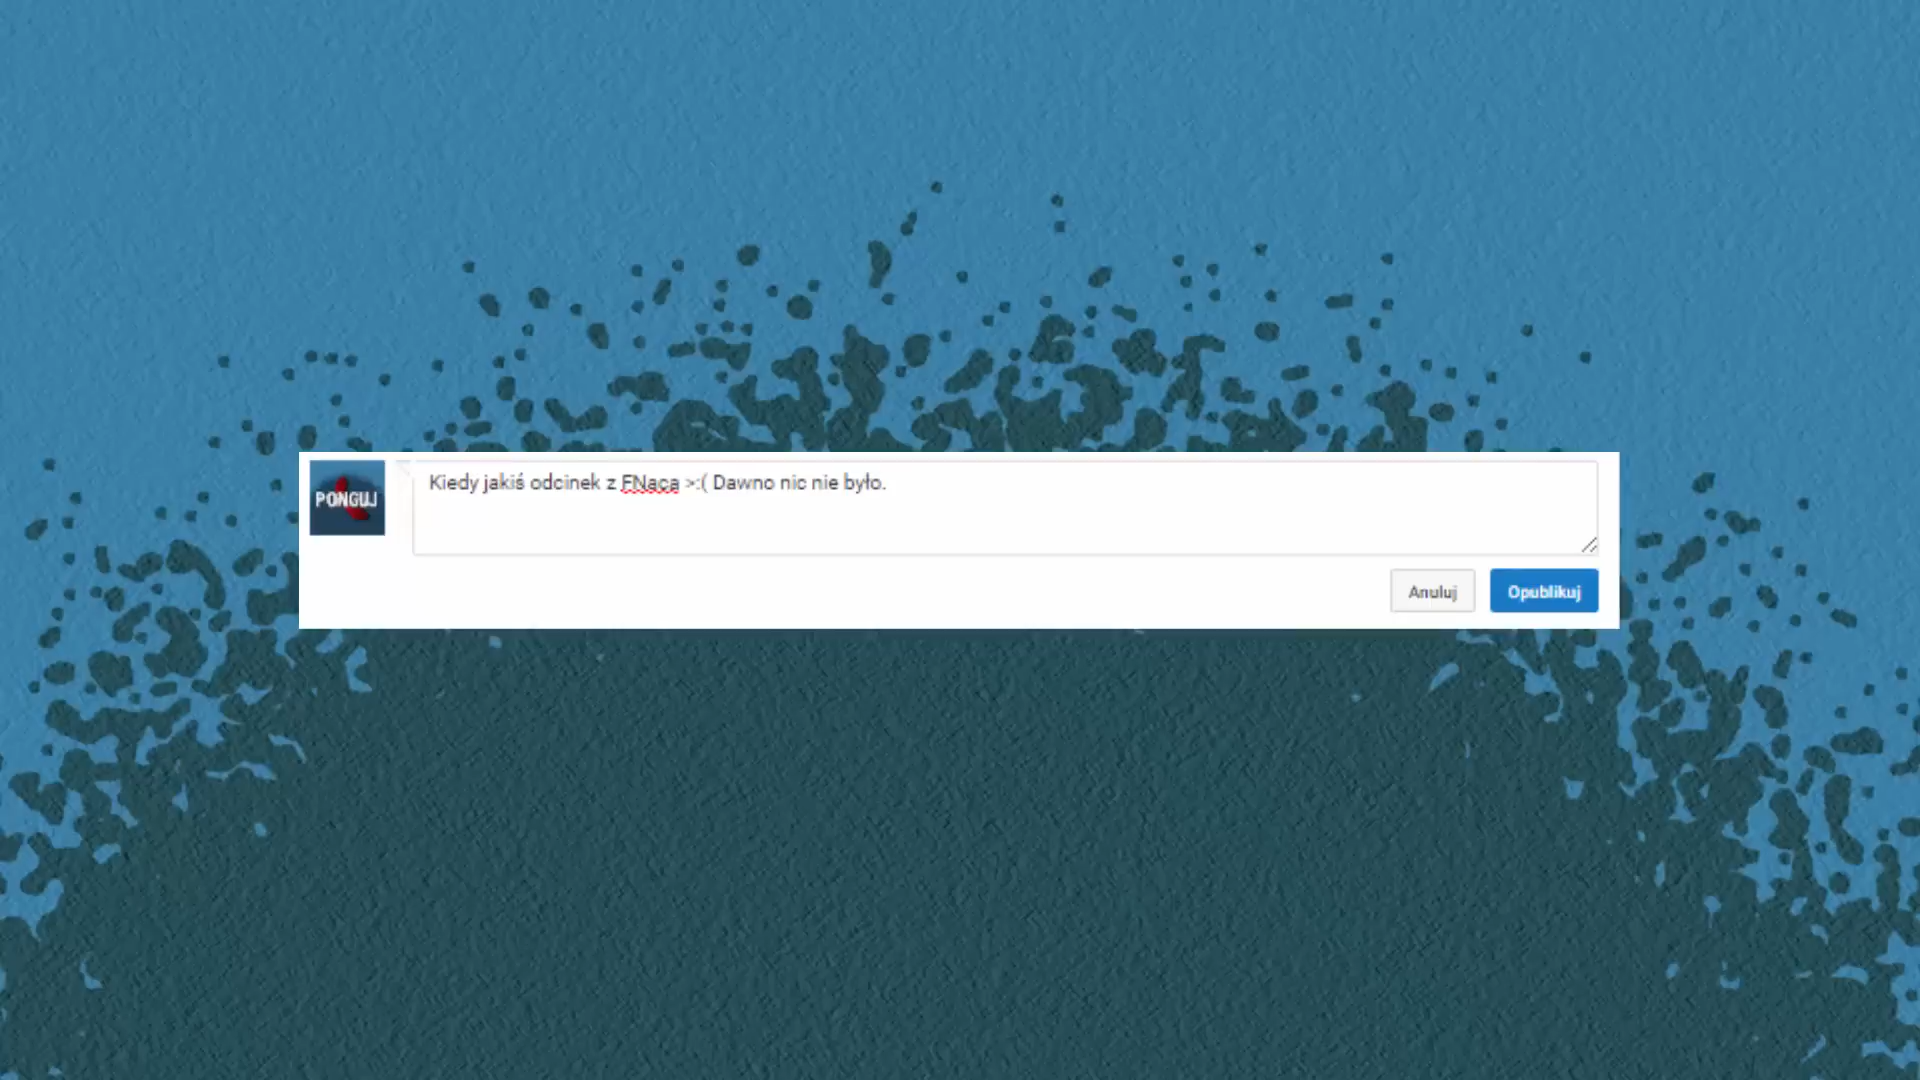 PONGUJ
Kiedy jakiś odcinek z FNaca >:( Dawno nic nie było.
Anuluj
Opublikuj